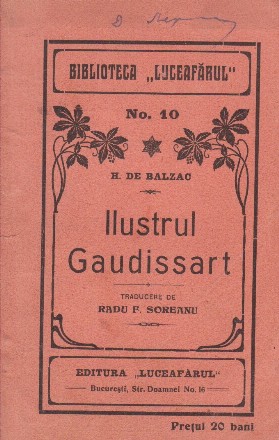 BIBLIOTECA „LUCEAFĂRUL"
No. 10
H. DE BALZAC
Ilustrul
Gaudissart
TRADUCERE DE
RADU F. SOREANU
EDITURA „LUCEAFĂRUL"
București, Str. Doamnei No. 16
Prețul 20 bani